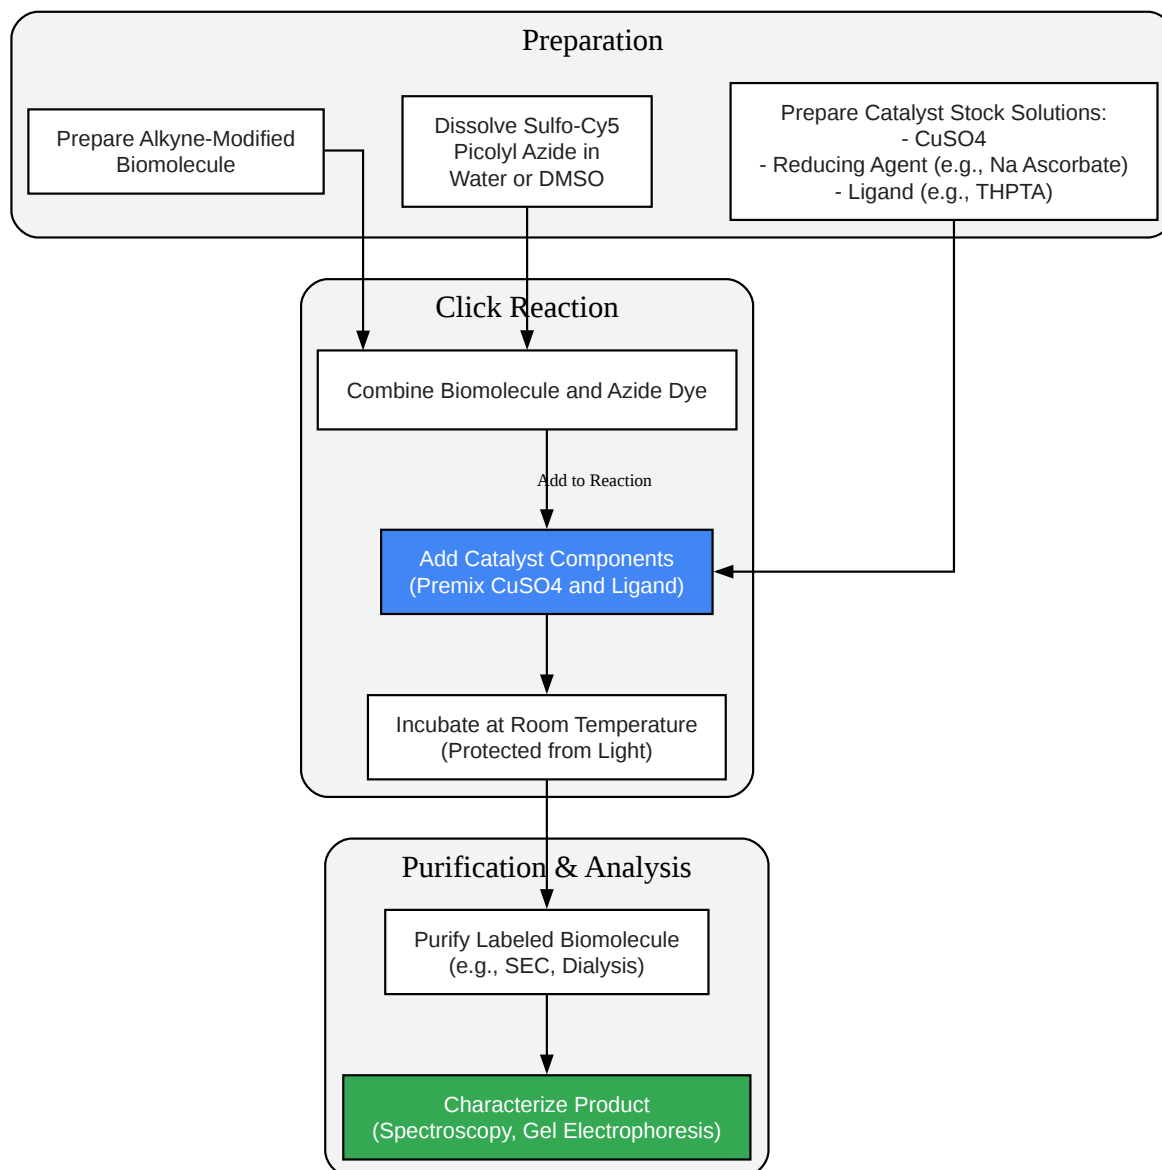 Preparation
Prepare Alkyne-Modified
Biomolecule
Dissolve Sulfo-Cy5
Picolyl Azide in
Water or DMSO
Prepare Catalyst Stock Solutions:
- CuSO4
- Reducing Agent (e.g., Na Ascorbate)
- Ligand (e.g., THPTA)
Click Reaction
Combine Biomolecule and Azide Dye
Add to Reaction
Add Catalyst Components
(Premix CuSO4 and Ligand)
Incubate at Room Temperature
(Protected from Light)
Purification & Analysis
Purify Labeled Biomolecule
(e.g., SEC, Dialysis)
Characterize Product
(Spectroscopy, Gel Electrophoresis)